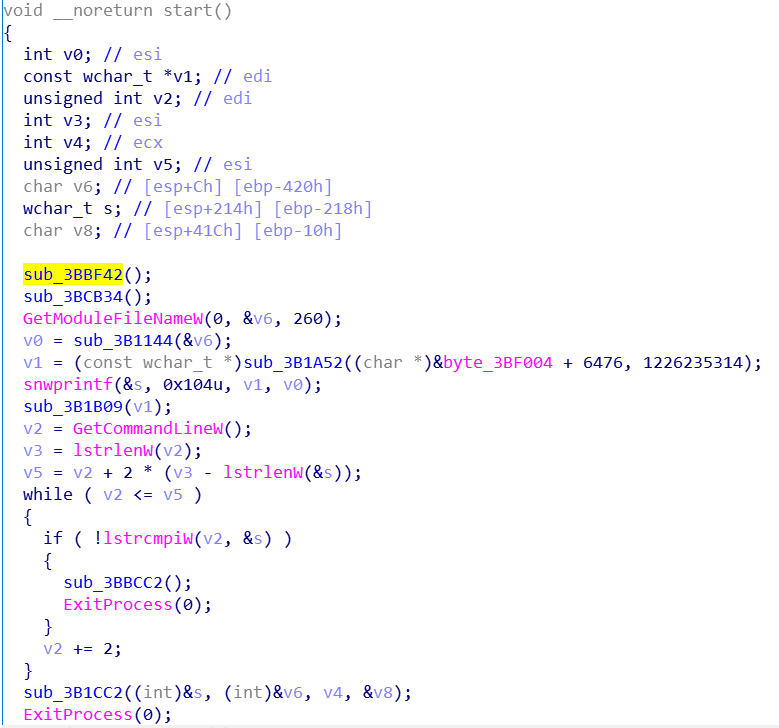 void __noreturn start()
{
int v0; // esi
const wchar_t *v1; // edi
unsigned int v2; // edi
int v3; // esi
int v4; // ecx
unsigned int v5; // esi
char v6; // [esp+Ch] [ebp-420h]
wchar_t s; // [esp+214h] [ebp-218h]
char v8; // [esp+41Ch] [ebp-10h]
sub_3BBF42();
sub_3BCB34();
GetModuleFileNameW(0, &v6, 260);
v0 = sub_3B1144(&v6);
v1 = (const wchar_t *)sub_3B1A52((char *)&byte_3BF004 + 6476, 1226235314);
snwprintf(&s, 0x104u, v1, v0);
sub_3B1B09(v1);
v2 = GetCommandLineW();
v3 = lstrlenW(v2);
v5 = v2 + 2 * (v3 - lstrlenW(&s));
while ( v2 <= v5 )
{
if ( !lstrcmpiW(v2, &s) )
{
sub_3BBCC2();
ExitProcess(0);
}
v2 += 2;
}
sub_3B1CC2((int)&s, (int)&v6, v4, &v8);
ExitProcess(0);